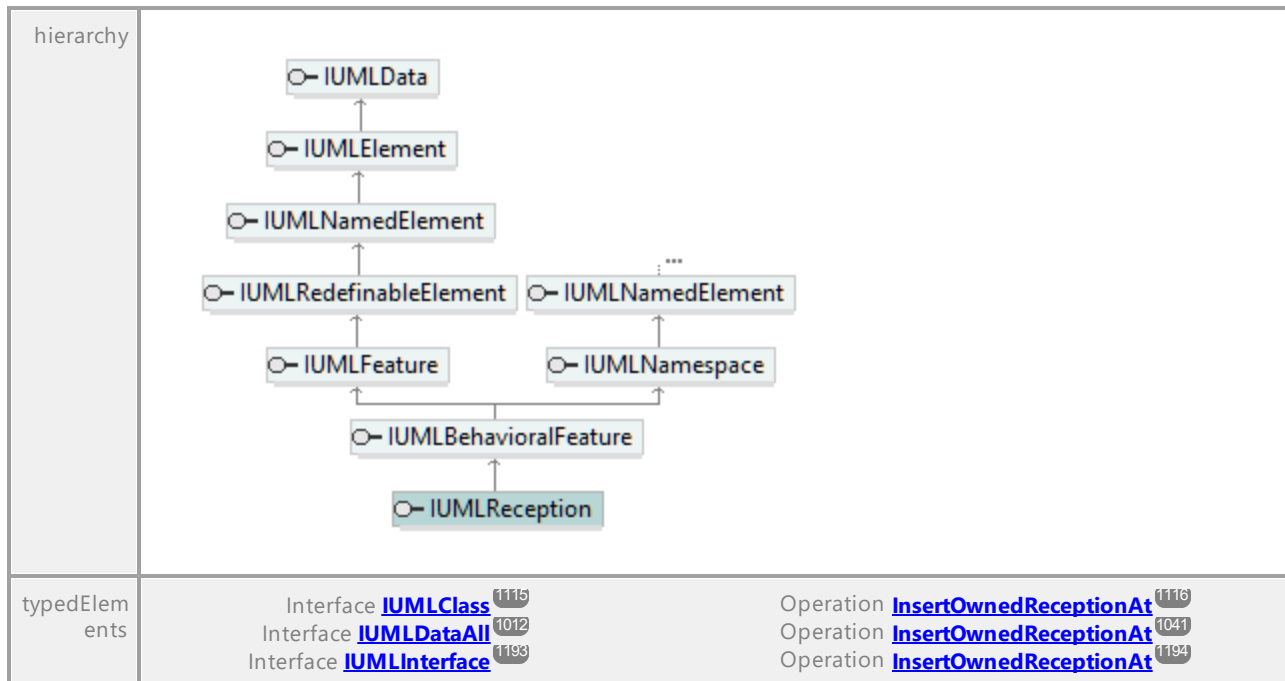 hierarchy
IUMLData
IUMLElement
IUMLNamedElement
...
IUMLRedefinableElement IUMLNamedElement
IUMLFeature IUMLNamespace
IUMLBehavioralFeature
IUMLReception
typedElem
ents
Interface IUMLClass 1115 Operation InsertOwnedReceptionAt 1116
Interface IUMLDataAll 1012 Operation InsertOwnedReceptionAt 1041
Interface IUMLInterface 1193 Operation InsertOwnedReceptionAt 1194